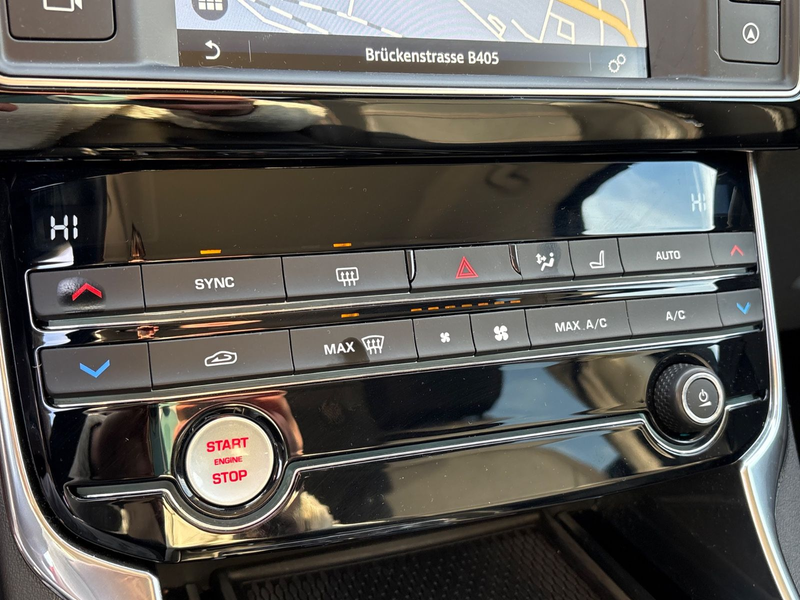 Brückenstrasse B405
HI
HI
SYNC
AUTO
MAX
MAX A/C
A/C
START
ENGINE
STOP